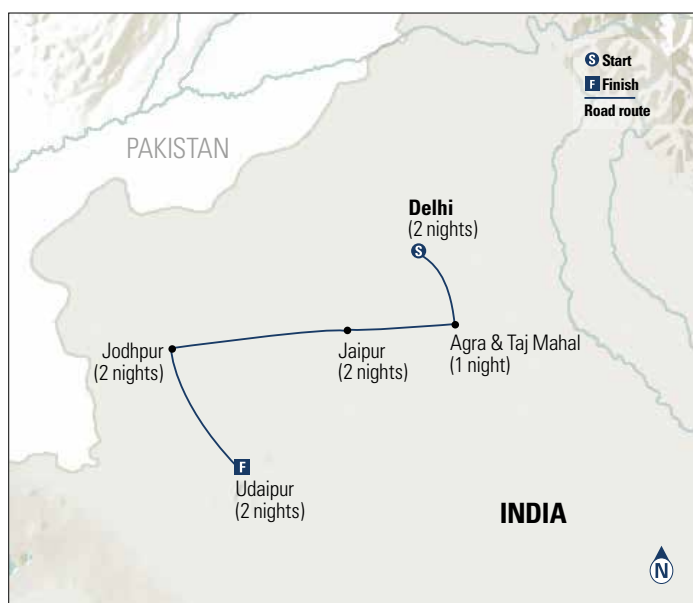 S Start
F Finish
Road route
PAKISTAN
Delhi
(2 nights)
S
Agra & Taj Mahal
(1 night)
Jaipur
(2 nights)
Jodhpur
(2 nights)
F
Udaipur
(2 nights)
INDIA
N